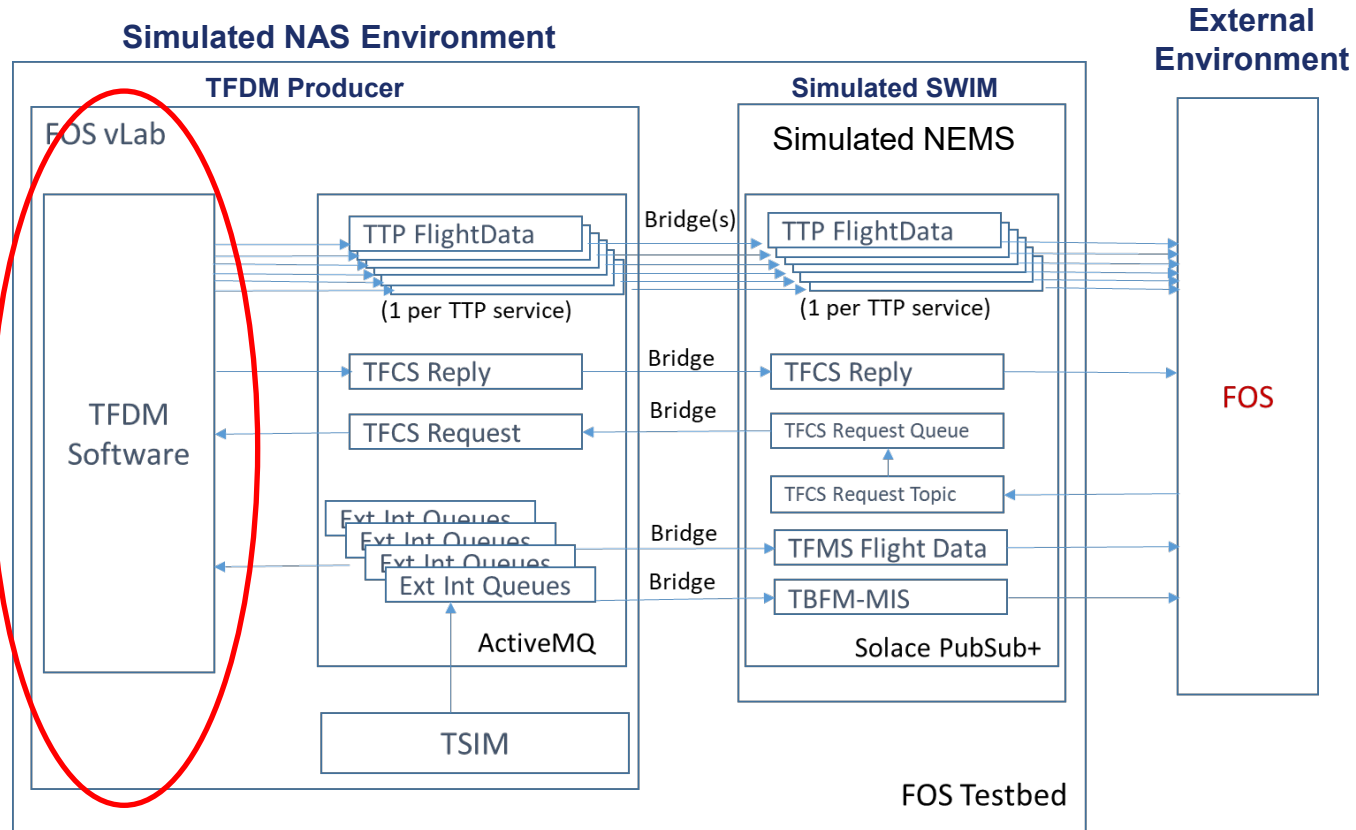 Simulated NAS Environment
External
Environment
TFDM Producer
Simulated SWIM
FOS vLab
Simulated NEMS
TTP FlightData
Bridge(s)
TTP FlightData
(1 per TTP service)
(1 per TTP service)
TFCS Reply
Bridge
TFCS Reply
TFDM
Software
FOS
TFCS Request
Bridge
TFCS Request Queue
TFCS Request Topic
Ext Int Queues
Ext Int Queues
Ext Int Queues
Ext Int Queues
Bridge
TFMS Flight Data
Bridge
TBFM-MIS
ActiveMQ
Solace PubSub+
TSIM
FOS Testbed